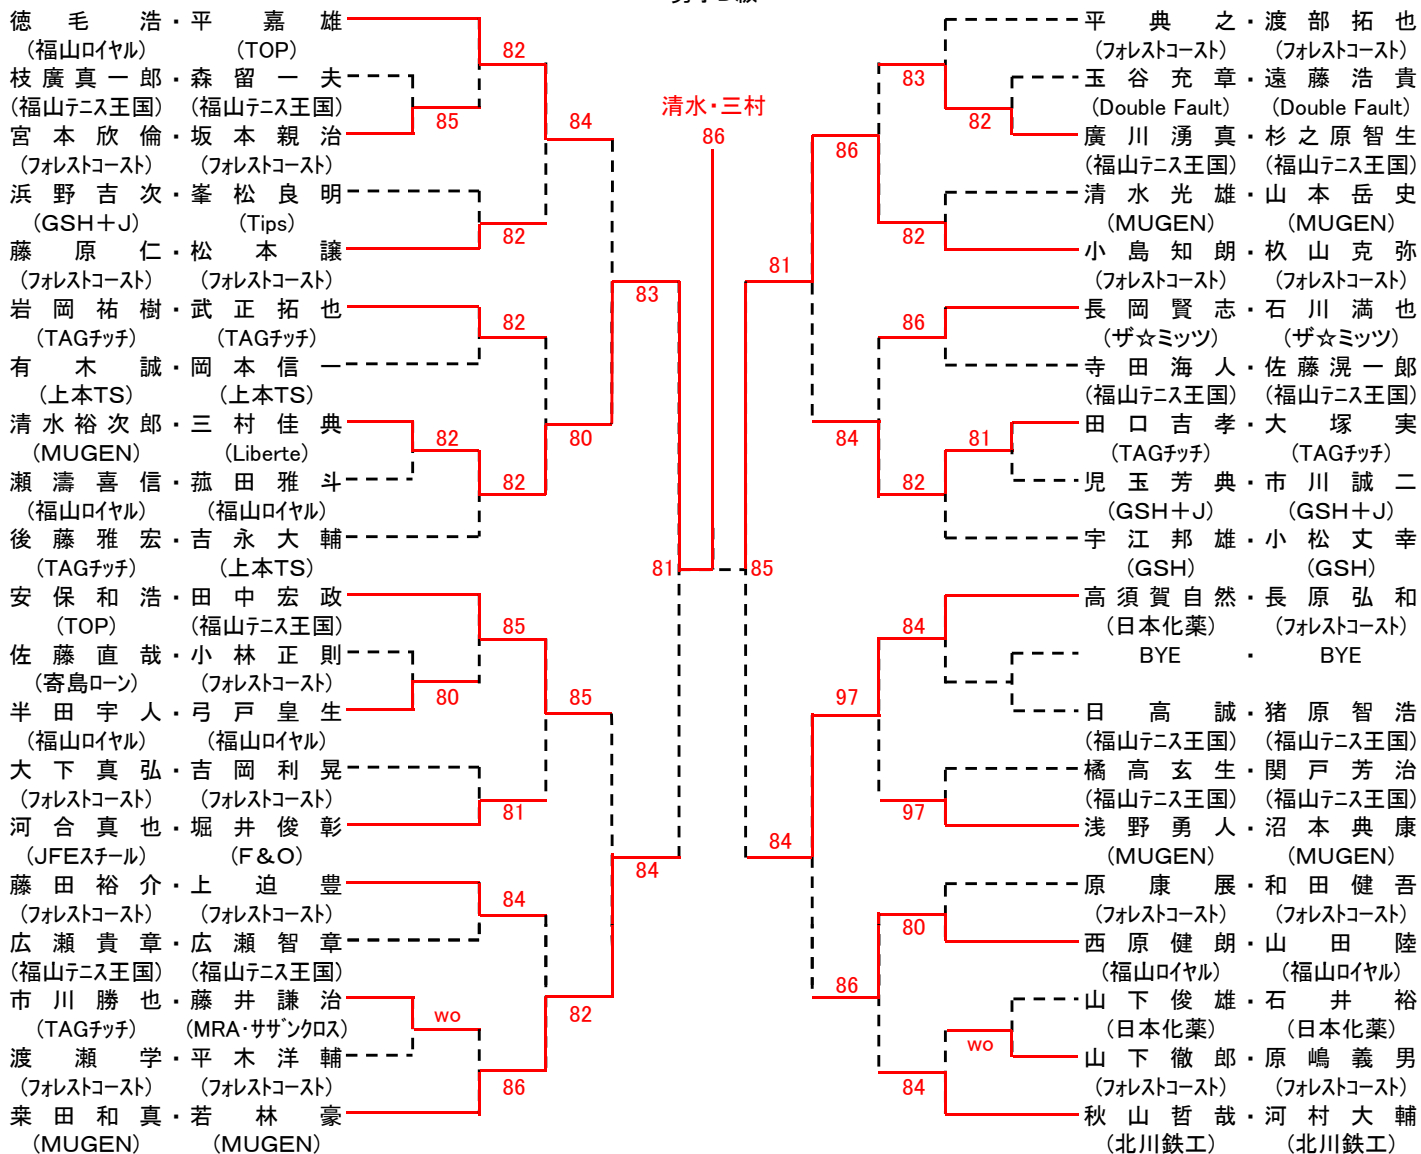 徳毛浩・平嘉雄
(福山ロイヤル) (TOP)
枝廣真一郎・森留一夫
(福山テニス王国) (福山テニス王国)
宮本欣倫・坂本親治
(フォレストコースト) (フォレストコースト)
浜野吉次・峯松良明
(GSH+J) (Tips)
藤原仁・松本譲
(フォレストコースト) (フォレストコースト)
岩岡祐樹・武正拓也
(TAGチッチ) (TAGチッチ)
有木誠・岡本信一
(上本TS) (上本TS)
清水裕次郎・三村佳典
(MUGEN) (Liberte)
瀬濤喜信・菰田雅斗
(福山ロイヤル) (福山ロイヤル)
後藤雅宏・吉永大輔
(TAGチッチ) (上本TS)
安保和浩・田中宏政
(TOP) (福山テニス王国)
佐藤直哉・小林正則
(寄島ローン) (フォレストコースト)
半田宇人・弓戸皇生
(福山ロイヤル) (福山ロイヤル)
大下真弘・吉岡利晃
(フォレストコースト) (フォレストコースト)
河合真也・堀井俊彰
(JFEスチール) (F&O)
藤田裕介・上迫豊
(フォレストコースト) (フォレストコースト)
広瀬貴章・広瀬智章
(福山テニス王国) (福山テニス王国)
市川勝也・藤井謙治
(TAGチッチ) (MRA・サザンクロス)
渡瀬学・平木洋輔
(フォレストコースト) (フォレストコースト)
桒田和真・若林豪
(MUGEN) (MUGEN)
82
85
84
82
83
82
82
80
82
81
85
80
85
81
84
84
wo
82
86
清水・三村
86
83
82
86
82
81
86
84
81
82
85
84
97
97
84
80
86
wo
84
平典之・渡部拓也
(フォレストコースト) (フォレストコースト)
玉谷充章・遠藤浩貴
(Double Fault) (Double Fault)
廣川湧真・杉之原智生
(福山テニス王国) (福山テニス王国)
清水光雄・山本岳史
(MUGEN) (MUGEN)
小島知朗・杦山克弥
(フォレストコースト) (フォレストコースト)
長岡賢志・石川満也
(ザ☆ミッツ) (ザ☆ミッツ)
寺田海人・佐藤滉一郎
(福山テニス王国) (福山テニス王国)
田口吉孝・大塚実
(TAGチッチ) (TAGチッチ)
児玉芳典・市川誠二
(GSH+J) (GSH+J)
宇江邦雄・小松丈幸
(GSH) (GSH)
高須賀自然・長原弘和
(日本化薬) (フォレストコースト)
BYE ・ BYE
日高誠・猪原智浩
(福山テニス王国) (福山テニス王国)
橘高玄生・関戸芳治
(福山テニス王国) (福山テニス王国)
浅野勇人・沼本典康
(MUGEN) (MUGEN)
原康展・和田健吾
(フォレストコースト) (フォレストコースト)
西原健朗・山田陸
(福山ロイヤル) (福山ロイヤル)
山下俊雄・石井裕
(日本化薬) (日本化薬)
山下徹郎・原嶋義男
(フォレストコースト) (フォレストコースト)
秋山哲哉・河村大輔
(北川鉄工) (北川鉄工)